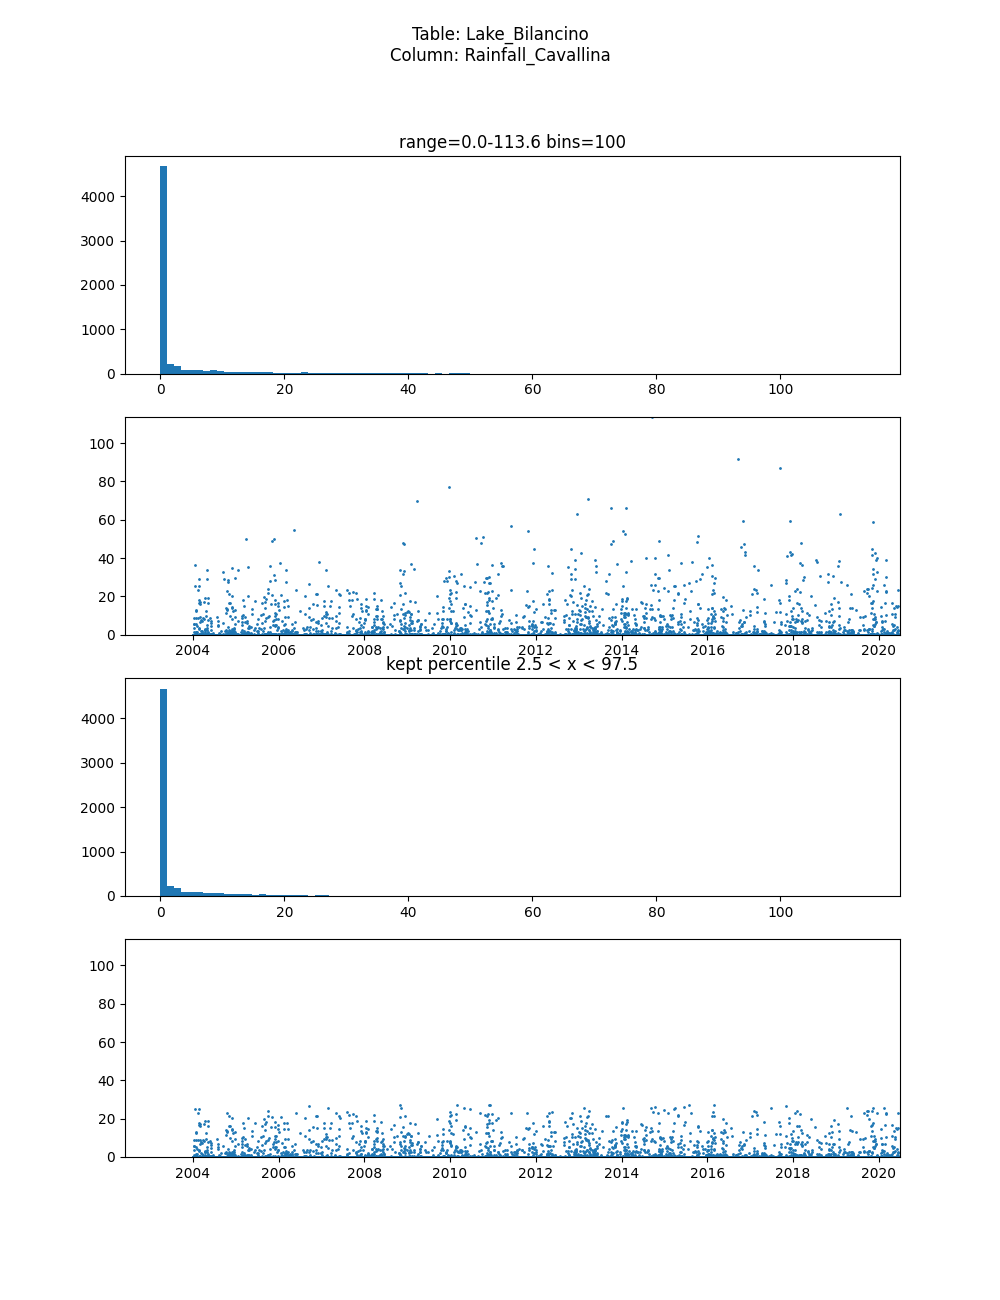 Table: Lake_Bilancino
Column: Rainfall_Cavallina
range=0.0-113.6 bins=100
4000
3000
2000
1000
0
0 20 40 60 80 100
100
80
60
40
20
0
2004 2006 2008 2010 2012 2014 2016 2018 2020
kept percentile 2.5 < x < 97.5
4000
3000
2000
1000
0
0 20 40 60 80 100
100
80
60
40
20
0
2004 2006 2008 2010 2012 2014 2016 2018 2020